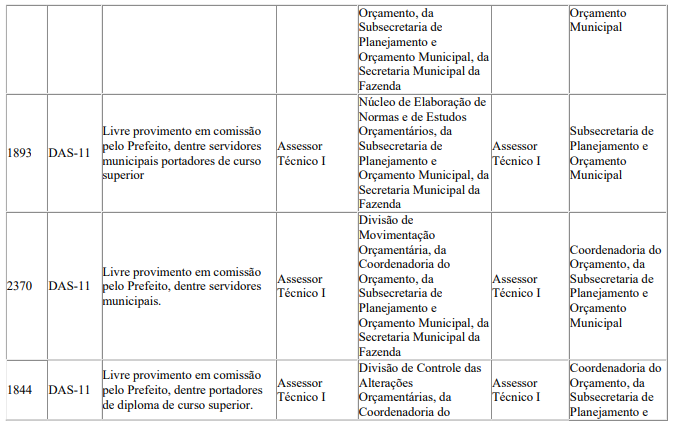 Orçamento, da
Subsecretaria de
Planejamento e
Orçamento Municipal, da
Secretaria Municipal da
Fazenda
Orçamento
Municipal
1893
DAS-11
Livre provimento em comissão
pelo Prefeito, dentre servidores
municipais portadores de curso
superior
Assessor
Técnico I
Núcleo de Elaboração de
Normas e de Estudos
Orçamentários, da
Subsecretaria de
Planejamento e
Orçamento Municipal, da
Secretaria Municipal da
Fazenda
Assessor
Técnico I
Subsecretaria de
Planejamento e
Orçamento
Municipal
2370
DAS-11
Livre provimento em comissão
pelo Prefeito, dentre servidores
municipais.
Assessor
Técnico I
Divisão de
Movimentação
Orçamentária, da
Coordenadoria do
Orçamento, da
Subsecretaria de
Planejamento e
Orçamento Municipal, da
Secretaria Municipal da
Fazenda
Assessor
Técnico I
Coordenadoria do
Orçamento, da
Subsecretaria de
Planejamento e
Orçamento
Municipal
1844
DAS-11
Livre provimento em comissão
pelo Prefeito, dentre portadores
de diploma de curso superior.
Assessor
Técnico I
Divisão de Controle das
Alterações
Orçamentárias, da
Coordenadoria do
Assessor
Técnico I
Coordenadoria do
Orçamento, da
Subsecretaria de
Planejamento e